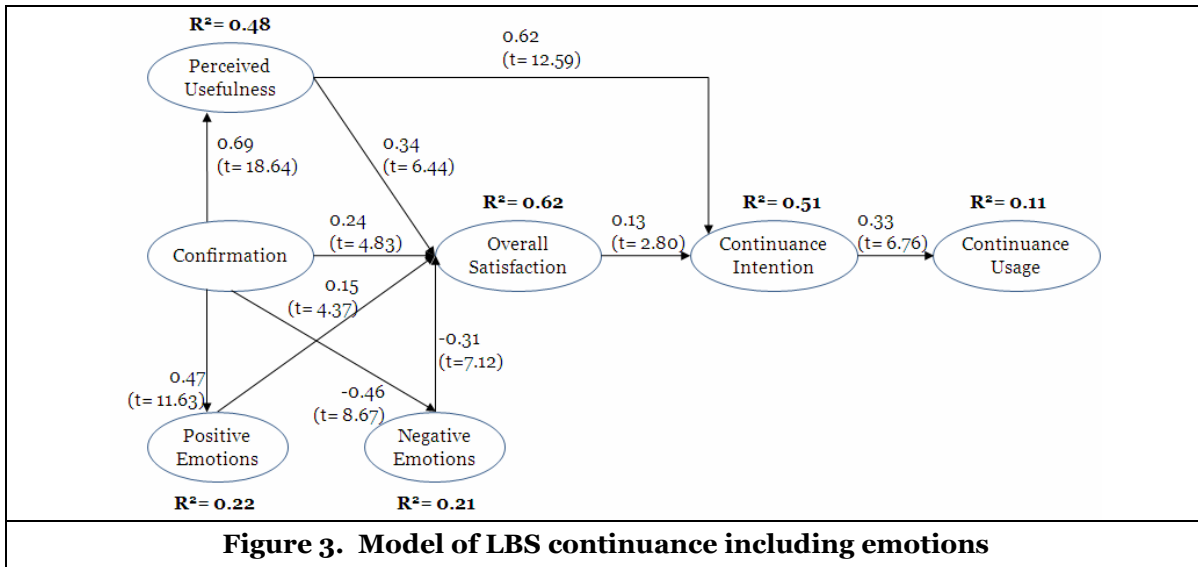 R²= 0.48
Perceived
Usefulness
0.62
(t= 12.59)
0.69
(t= 18.64)
0.34
(t= 6.44)
Confirmation
0.24
(t= 4.83)
R²= 0.62
Overall
Satisfaction
0.13
(t= 2.80)
R²= 0.51
Continuance
Intention
0.33
(t= 6.76)
R²= 0.11
Continuance
Usage
0.15
(t= 4.37)
-0.31
(t=7.12)
0.47
(t= 11.63)
-0.46
(t= 8.67)
Positive
Emotions
R²= 0.22
Negative
Emotions
R²= 0.21
Figure 3. Model of LBS continuance including emotions